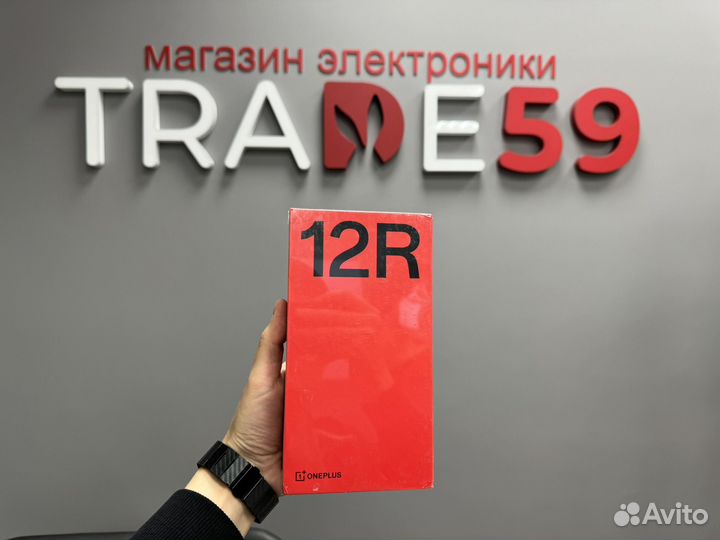 магазин электроники
TRADE59
12R
ONEPLUS
Avito